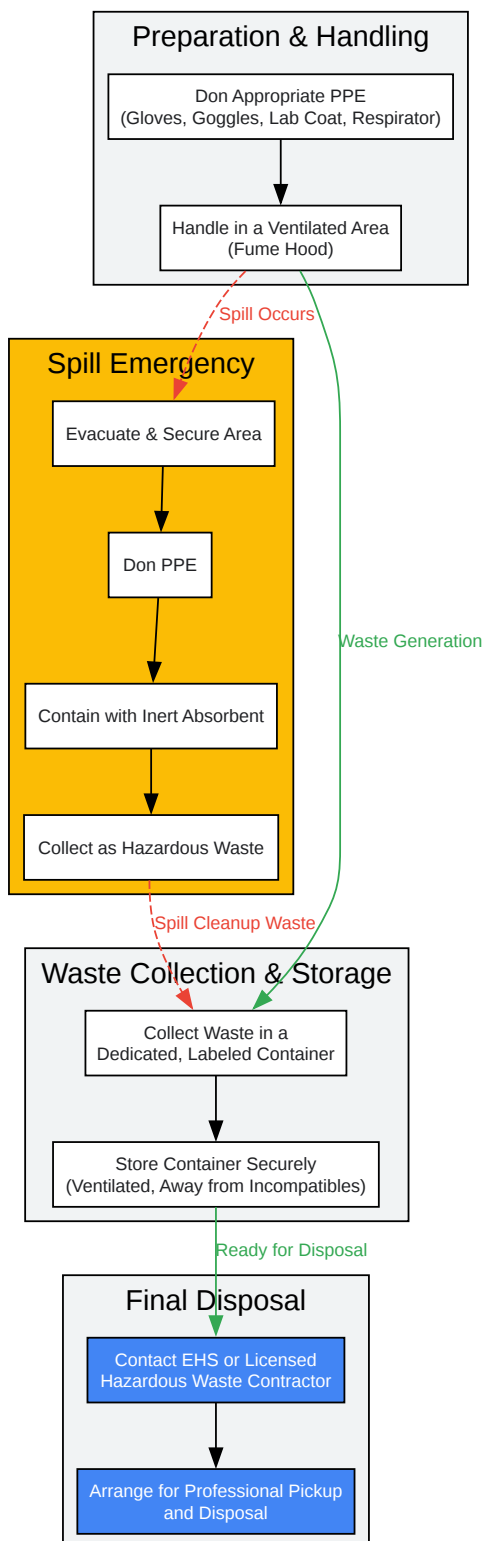 Preparation & Handling
Don Appropriate PPE
(Gloves, Goggles, Lab Coat, Respirator)
Handle in a Ventilated Area
(Fume Hood)
Spill Occurs
Spill Emergency
Evacuate & Secure Area
Don PPE
Waste Generation
Contain with Inert Absorbent
Collect as Hazardous Waste
Spill Cleanup Waste
Waste Collection & Storage
Collect Waste in a
Dedicated, Labeled Container
Store Container Securely
(Ventilated, Away from Incompatibles)
Ready for Disposal
Final Disposal
Contact EHS or Licensed
Hazardous Waste Contractor
Arrange for Professional Pickup
and Disposal